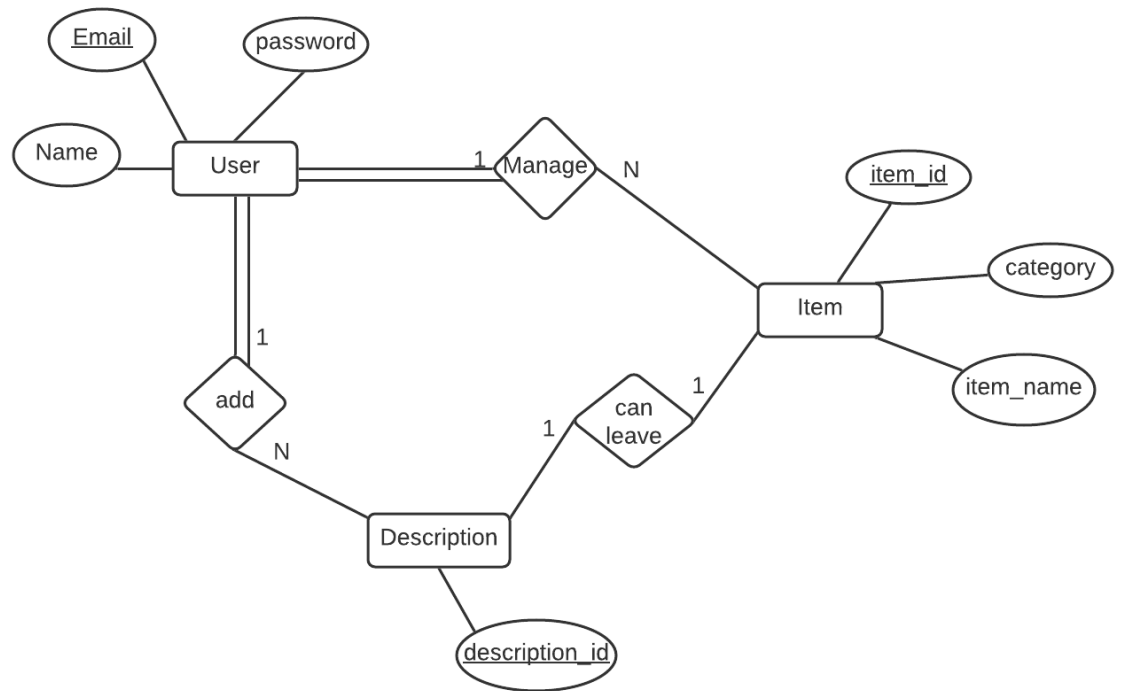 Email
password
Name
User
1
Manage
N
item_id
category
Item
item_name
1
add
N
can
leave
1
1
Description
description_id